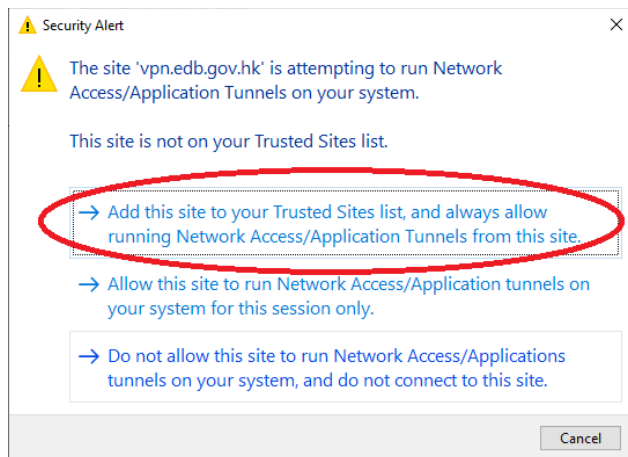 Security Alert
The site 'vpn.edb.gov.hk' is attempting to run Network
Access/Application Tunnels on your system.
This site is not on your Trusted Sites list.
Add this site to your Trusted Sites list, and always allow
running Network Access/Application Tunnels from this site.
Allow this site to run Network Access/Application tunnels on
your system for this session only.
Do not allow this site to run Network Access/Applications
tunnels on your system, and do not connect to this site.
Cancel